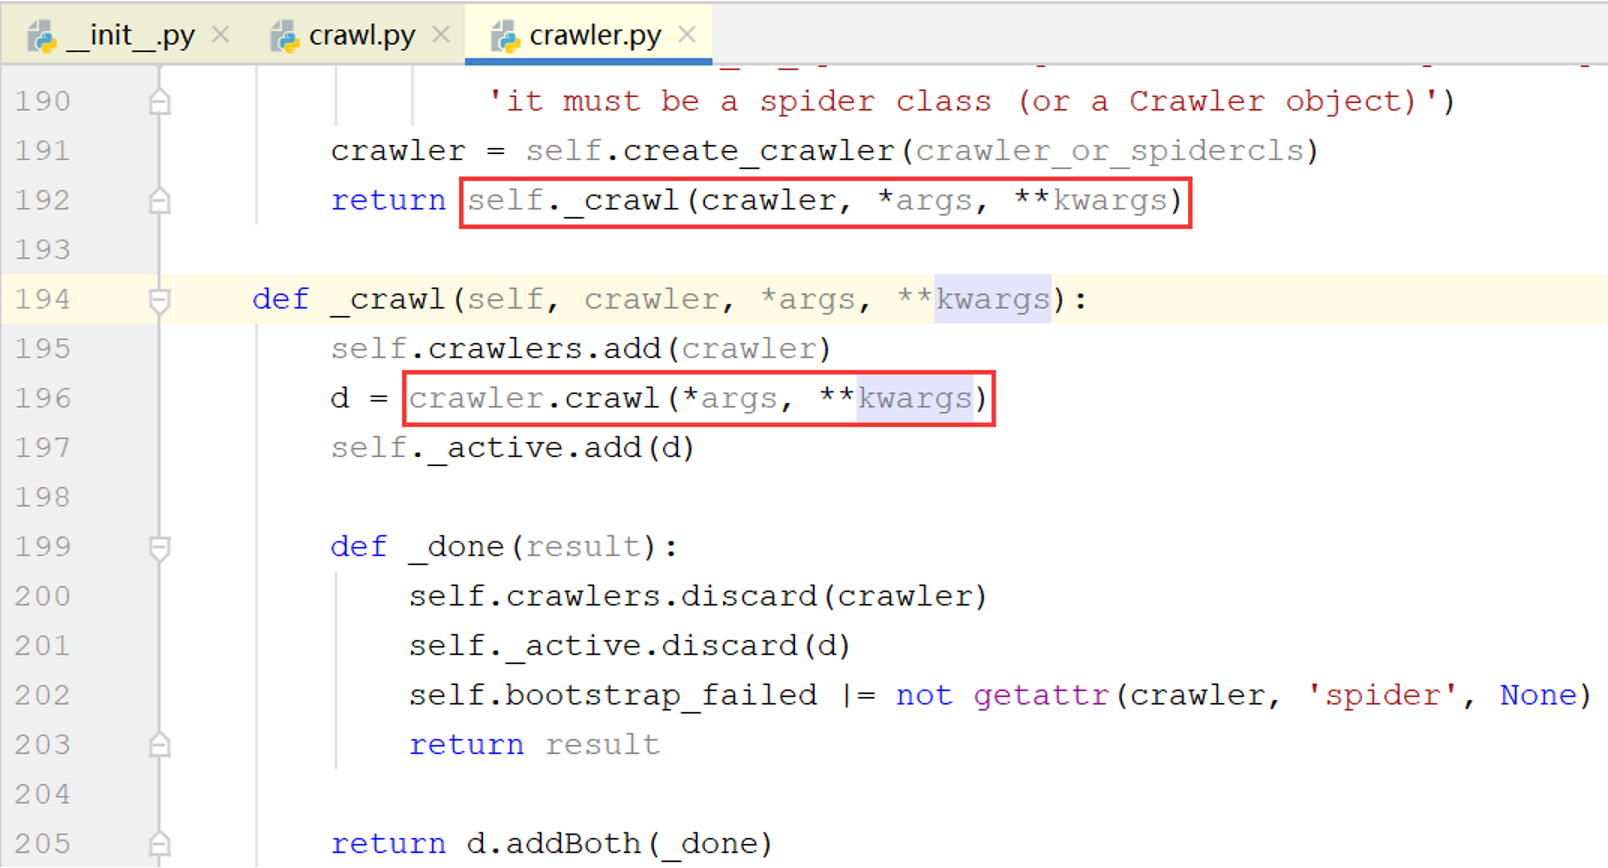 __init__.py
crawl.py
crawler.py
190 'it must be a spider class (or a Crawler object)')
191 crawler = self.create_crawler(crawler_or_spidercls)
192 return self._crawl(crawler, *args, **kwargs)
193
194 def _crawl(self, crawler, *args, **kwargs):
195 self.crawlers.add(crawler)
196 d = crawler.crawl(*args, **kwargs)
197 self._active.add(d)
198
199 def _done(result):
200 self.crawlers.discard(crawler)
201 self._active.discard(d)
202 self.bootstrap_failed |= not getattr(crawler, 'spider', None)
203 return result
204
205 return d.addBoth(_done)